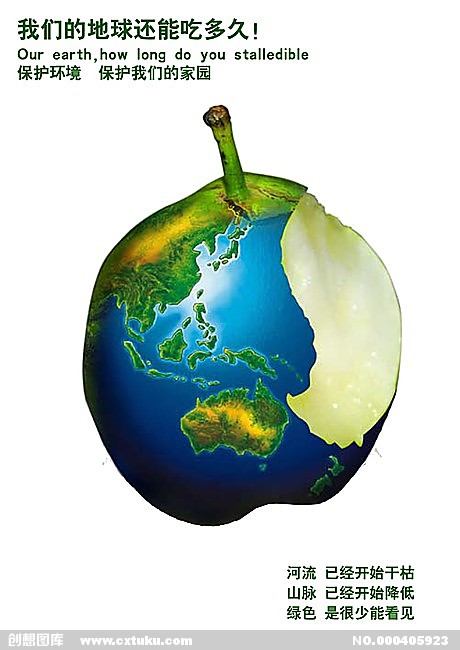 我们的地球还能吃多久!
Our earth,how long do you stalledible
保护环境 保护我们的家园
河流 已经开始干枯
山脉 已经开始降低
绿色 是很少能看见
创想图库 www.cxtuku.com NO.000405923